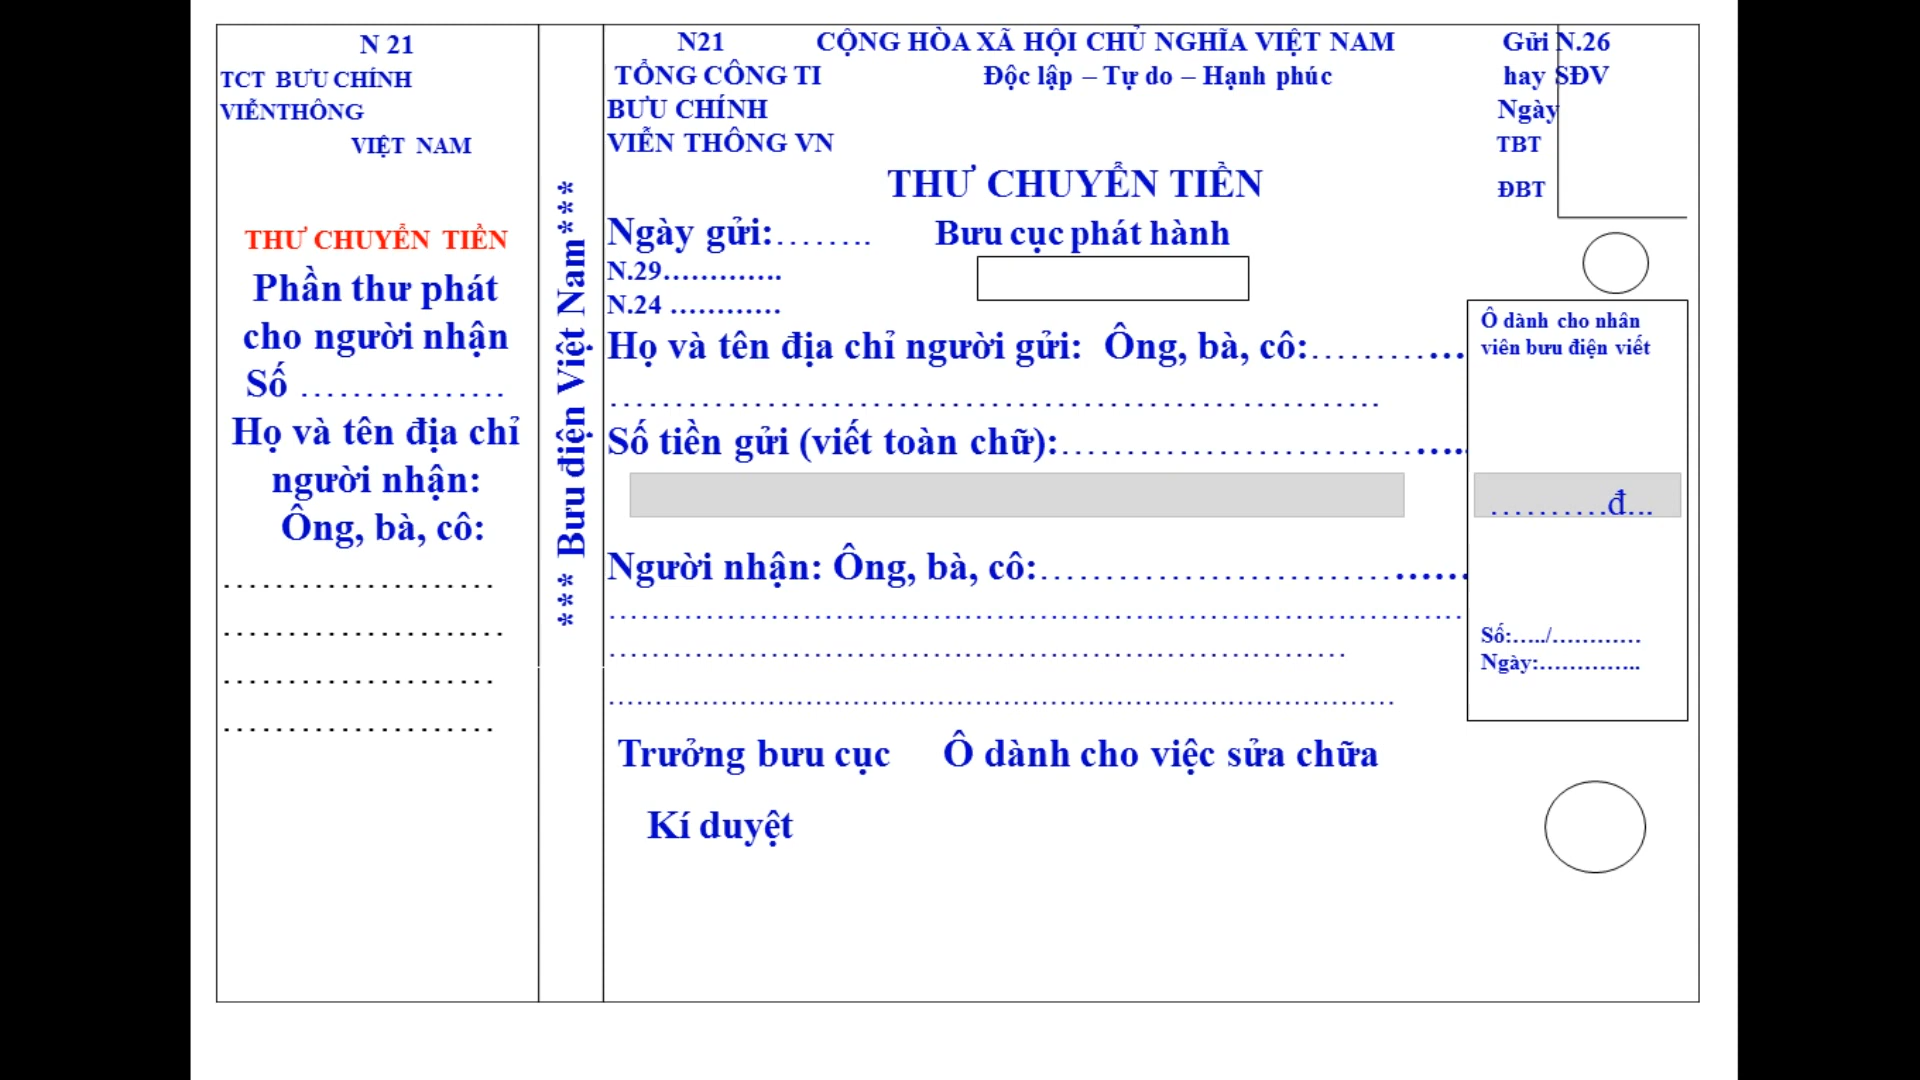 N 21
TCT BƯU CHÍNH
VIỄNTHÔNG
VIỆT NAM
THƯ CHUYỂN TIỀN
Phần thư phát
cho người nhận
Số …………….
Họ và tên địa chỉ
người nhận:
Ông, bà, cô:
…………………
………………….
…………………
…………………
*** Bưu điện Việt Nam***
N21 CỘNG HÒA XÃ HỘI CHỦ NGHĨA VIỆT NAM
TỔNG CÔNG TI Độc lập – Tự do – Hạnh phúc
BƯU CHÍNH
VIỄN THÔNG VN
THƯ CHUYỂN TIỀN
Ngày gửi:…….. Bưu cục phát hành
N.29………….
N.24 …………
Họ và tên địa chỉ người gửi: Ông, bà, cô:…………
…………………………………………………….
Số tiền gửi (viết toàn chữ):…………………………..
Người nhận: Ông, bà, cô:……………………………
……………………………………………………………
……………………………………………………
………………………………………………………
Trưởng bưu cục Ô dành cho việc sửa chữa
Kí duyệt
Gửi N.26
hay SĐV
Ngày
TBT
ĐBT
Ô dành cho nhân
viên bưu điện viết
……….đ…
Số:…../…………
Ngày:…………..